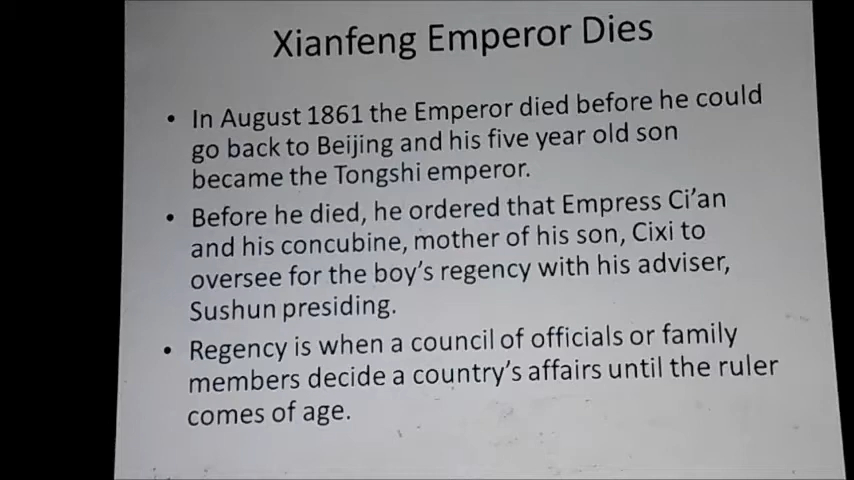 Xianfeng Emperor Dies
• In August 1861 the Emperor died before he could
go back to Beijing and his five year old son
became the Tongshi emperor.
• Before he died, he ordered that Empress Ci'an
and his concubine, mother of his son, Cixi to
oversee for the boy's regency with his adviser,
Sushun presiding.
• Regency is when a council of officials or family
members decide a country's affairs until the ruler
comes of age.